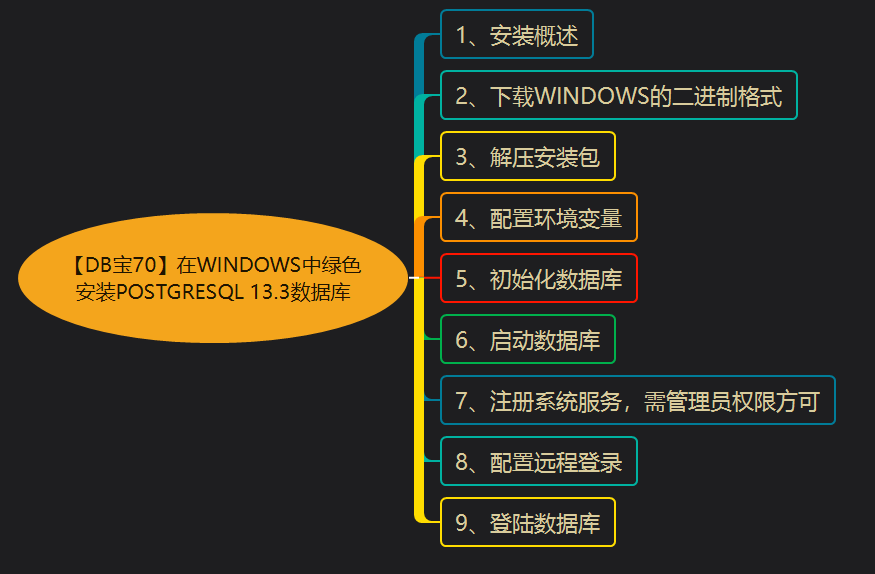 【DB宝70】在WINDOWS中绿色
安装POSTGRESQL 13.3数据库
1、安装概述
2、下载WINDOWS的二进制格式
3、解压安装包
4、配置环境变量
5、初始化数据库
6、启动数据库
7、注册系统服务，需管理员权限方可
8、配置远程登录
9、登陆数据库